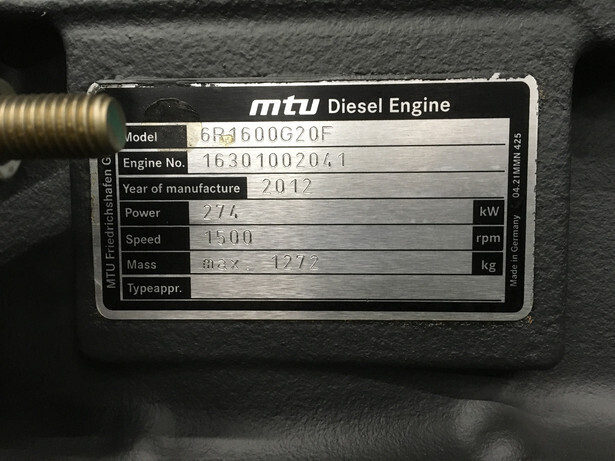 mtu Diesel Engine
Model 6R1600G20F
Engine No. 16301002041
Year of manufacture 2012
Power 274 kW
Speed 1500 rpm
Mass max 1272 kg
Typeappr.
MTU Friedrichshafen G
Made in Germany 04.21MMN 425